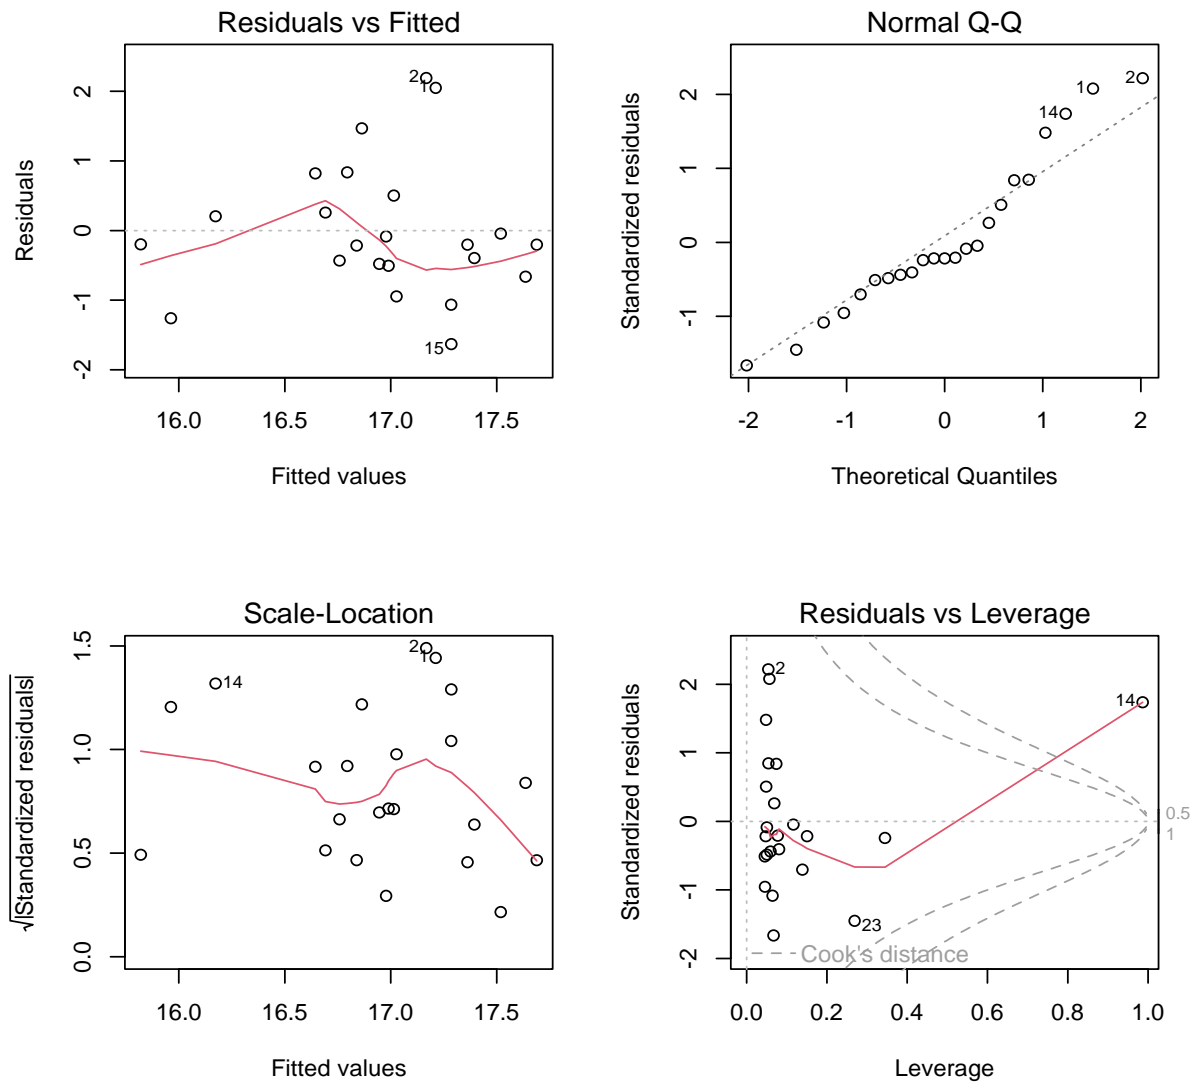 Residuals vs Fitted
Residuals
2
1
0
-1
-2
2
1
15
16.0 16.5 17.0 17.5
Fitted values
Normal Q-Q
Standardized residuals
2
1
0
-1
2
1
14
-2 -1 0 1 2
Theoretical Quantiles
Scale-Location
√|Standardized residuals|
1.5
1.0
0.5
0.0
2
1
14
16.0 16.5 17.0 17.5
Fitted values
Residuals vs Leverage
Standardized residuals
2
1
0
-1
-2
2
14
23
0.5
1
Cook's distance
0.0 0.2 0.4 0.6 0.8 1.0
Leverage